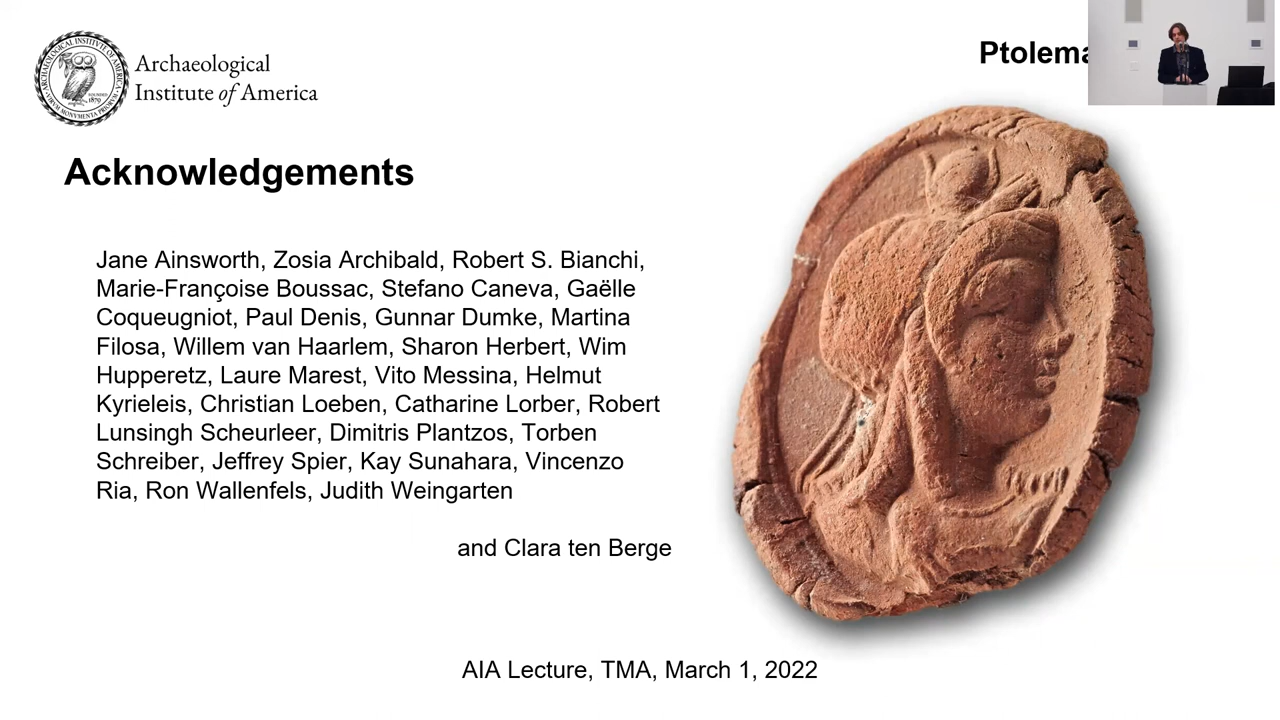 Archaeological
Institute of America
Acknowledgements
Jane Ainsworth, Zosia Archibald, Robert S. Bianchi,
Marie-Françoise Boussac, Stefano Caneva, Gaëlle
Coqueugniot, Paul Denis, Gunnar Dumke, Martina
Filosa, Willem van Haarlem, Sharon Herbert, Wim
Hupperetz, Laure Marest, Vito Messina, Helmut
Kyrieleis, Christian Loeben, Catharine Lorber, Robert
Lunsingh Scheurleer, Dimitris Plantzos, Torben
Schreiber, Jeffrey Spier, Kay Sunahara, Vincenzo
Ria, Ron Wallenfels, Judith Weingarten
and Clara ten Berge
Ptolema
AIA Lecture, TMA, March 1, 2022